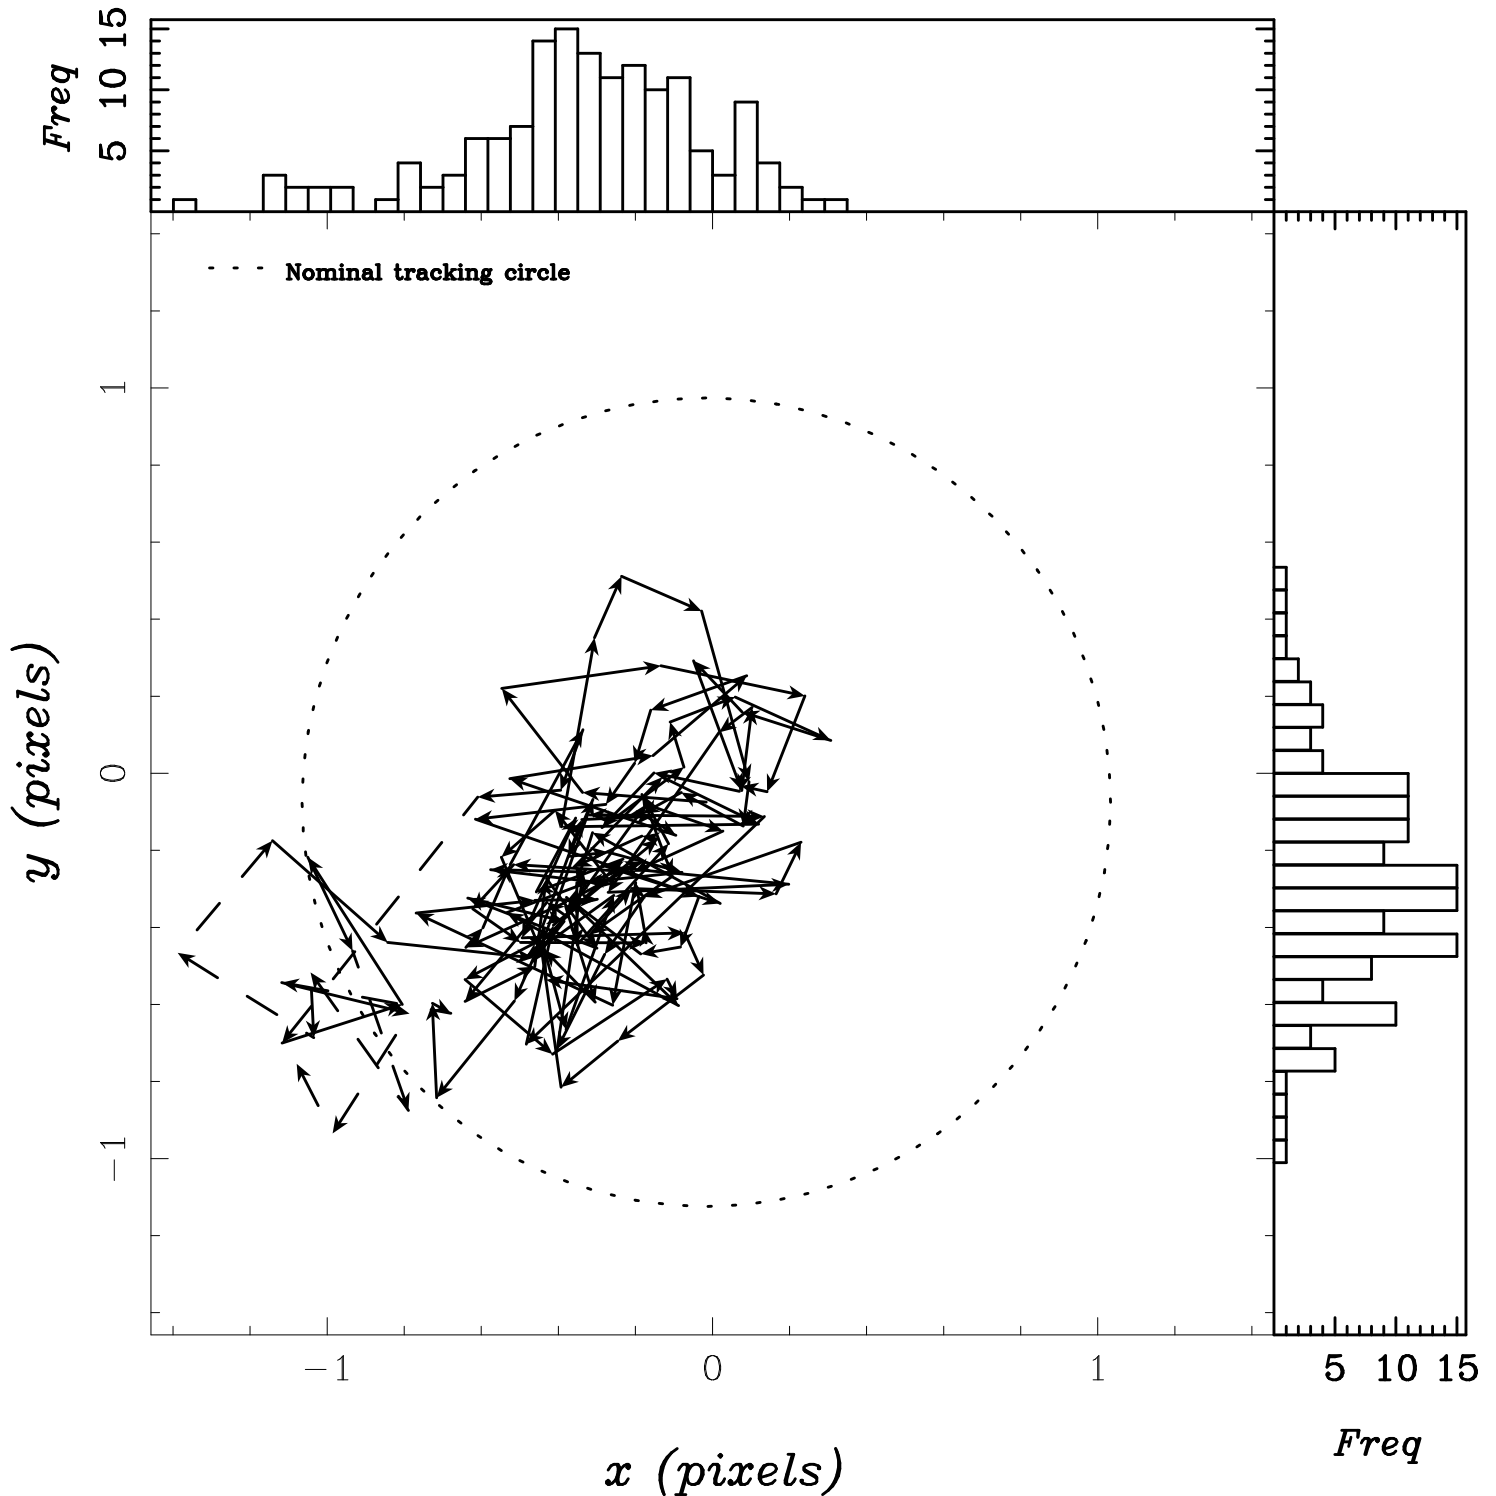 Freq
5 10 15
Nominal tracking circle
1
0
−1
y (pixels)
−1 0 1
x (pixels)
5 10 15
Freq